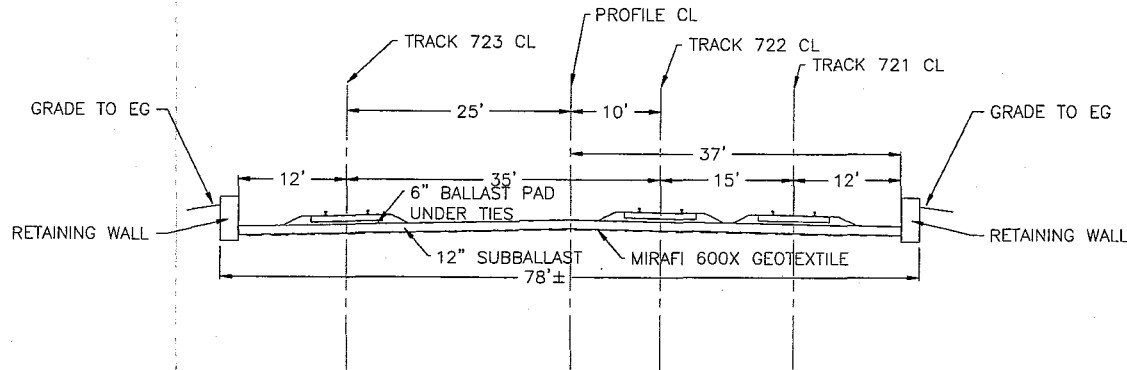 PROFILE CL
TRACK 723 CL
TRACK 722 CL
TRACK 721 CL
GRADE TO EG
GRADE TO EG
25'
10'
37'
12'
35'
15'
12'
6" BALLAST PAD
UNDER TIES
RETAINING WALL
RETAINING WALL
12" SUBBALLAST
MIRAFI 600X GEOTEXTILE
78'±